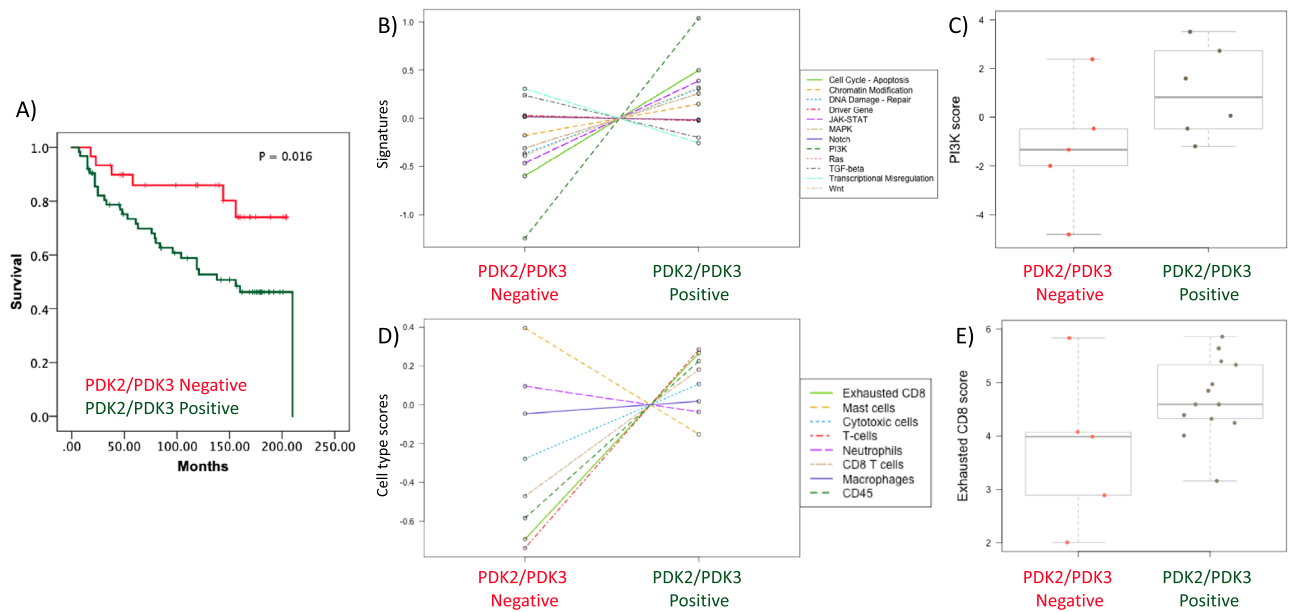 A)
Survival
1.0
0.8
0.6
0.4
0.2
0.0
P = 0.016
PDK2/PDK3 Negative
PDK2/PDK3 Positive
.00 50.00 100.00 150.00 200.00 250.00
Months
B)
Signatures
1.0
0.5
0.0
-0.5
-1.0
Cell Cycle - Apoptosis
Chromatin Modification
DNA Damage - Repair
Driver Gene
JAK-STAT
MAPK
Notch
PI3K
Ras
TGF-beta
Transcriptional Misregulation
Wnt
PDK2/PDK3 PDK2/PDK3
Negative Positive
C)
PI3K score
4
2
0
-2
-4
PDK2/PDK3 PDK2/PDK3
Negative Positive
D)
Cell type scores
0.4
0.2
0.0
-0.2
-0.4
-0.6
Exhausted CD8
Mast cells
Cytotoxic cells
T-cells
Neutrophils
CD8 T cells
Macrophages
CD45
PDK2/PDK3 PDK2/PDK3
Negative Positive
E)
Exhausted CD8 score
6
5
4
3
2
PDK2/PDK3 PDK2/PDK3
Negative Positive